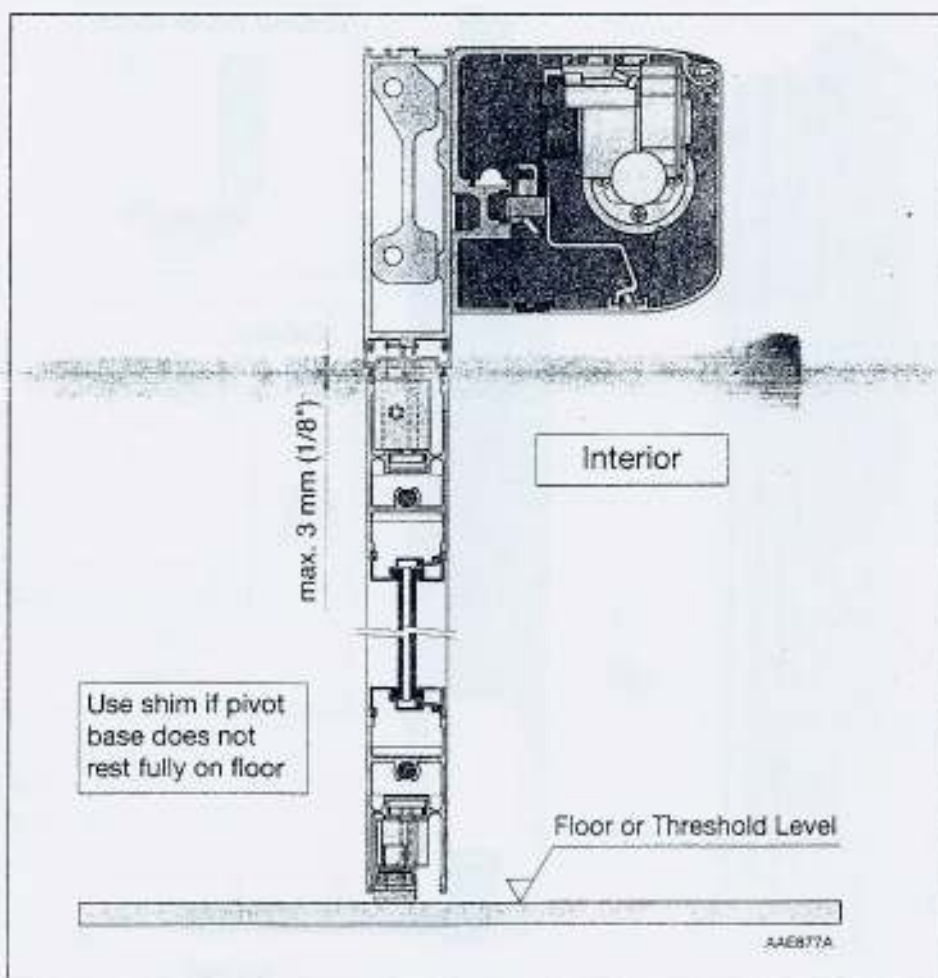 max. 3 mm (1/8")
Interior
Use shim if pivot
base does not
rest fully on floor
Floor or Threshold Level
AAE877A